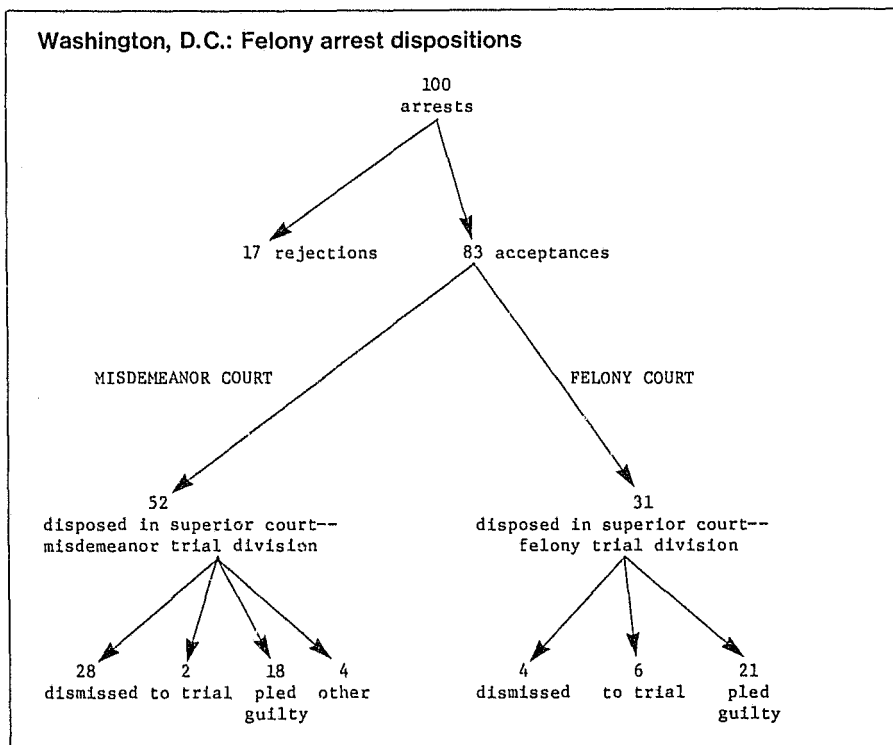 Washington, D.C.: Felony arrest dispositions
100
arrests
17 rejections
83 acceptances
MISDEMEANOR COURT
FELONY COURT
52
disposed in superior court--
misdemeanor trial division
31
disposed in superior court--
felony trial division
28 2 18 4
dismissed to trial pled other
guilty
4 6 21
dismissed to trial pled
guilty